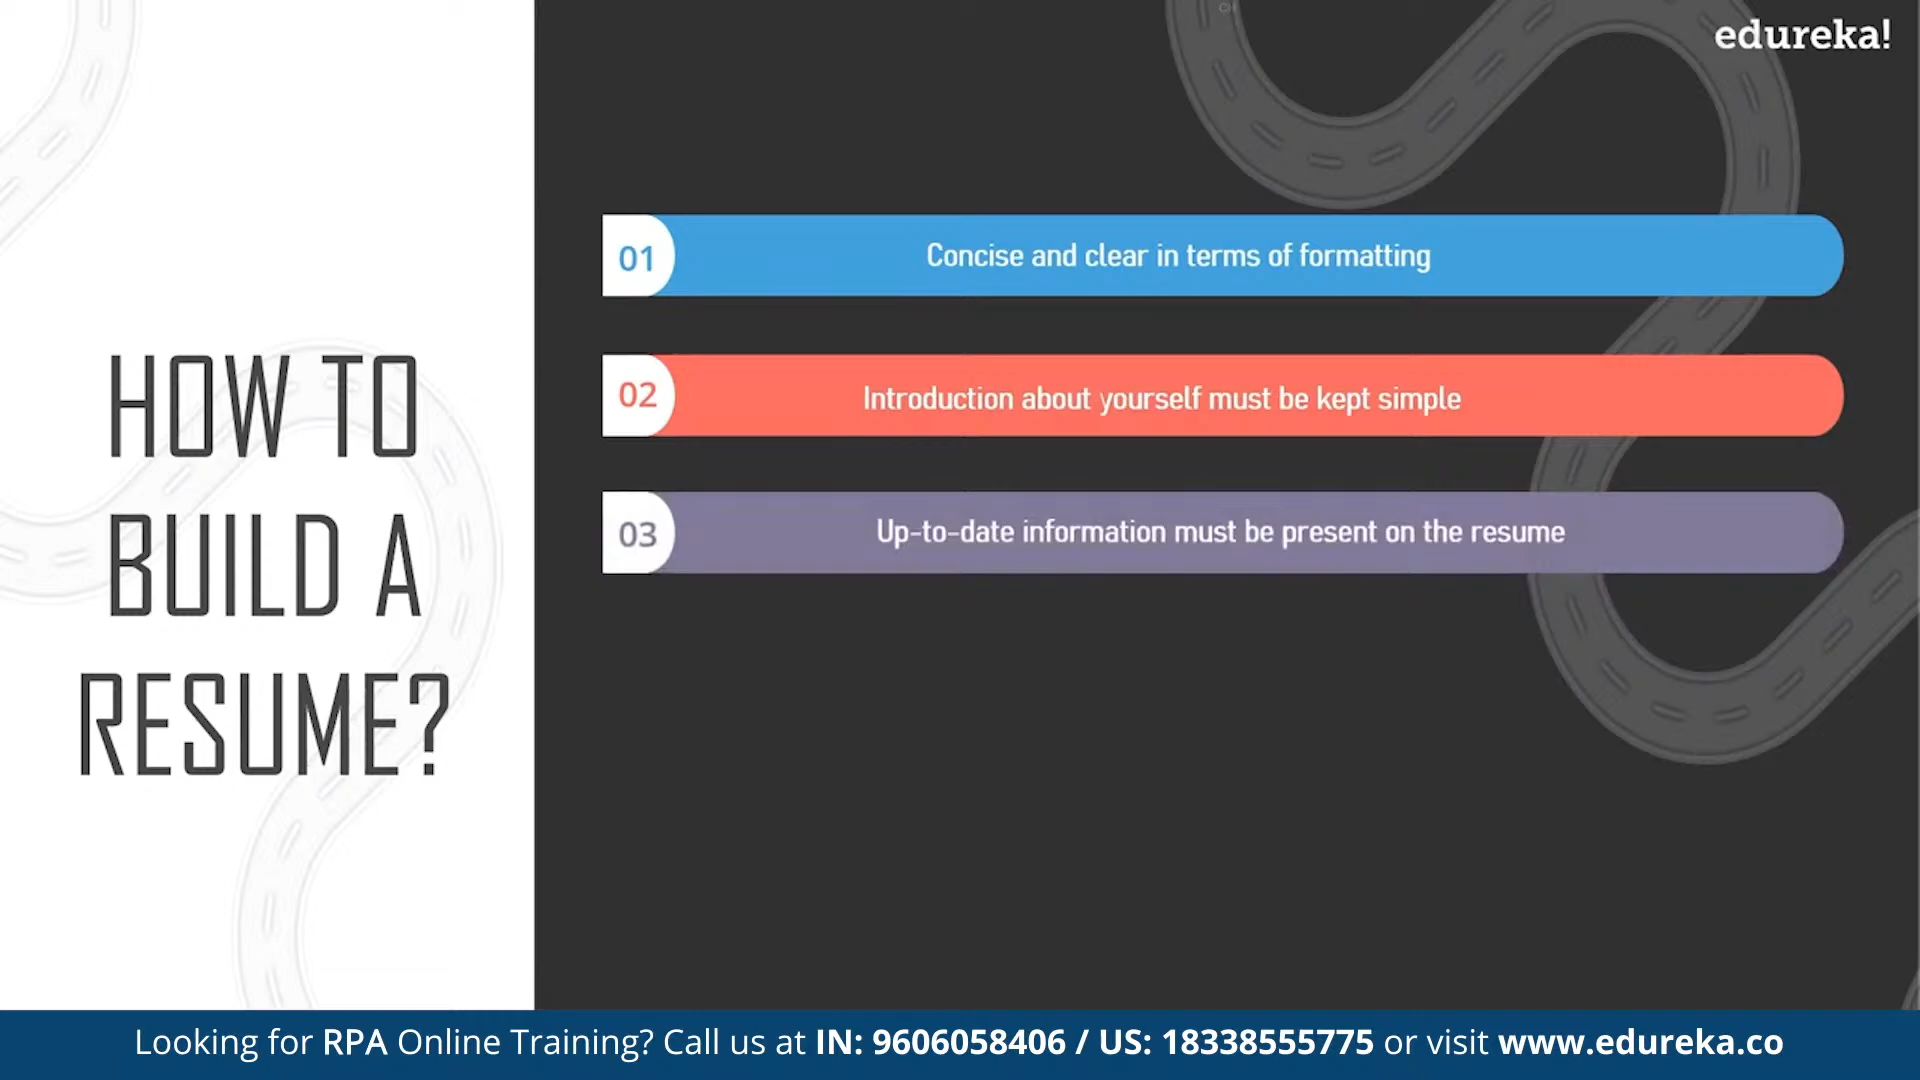 edureka!
HOW TO
BUILD A
RESUME?
01 Concise and clear in terms of formatting
02 Introduction about yourself must be kept simple
03 Up-to-date information must be present on the resume
Looking for RPA Online Training? Call us at IN: 9606058406 / US: 18338555775 or visit www.edureka.co